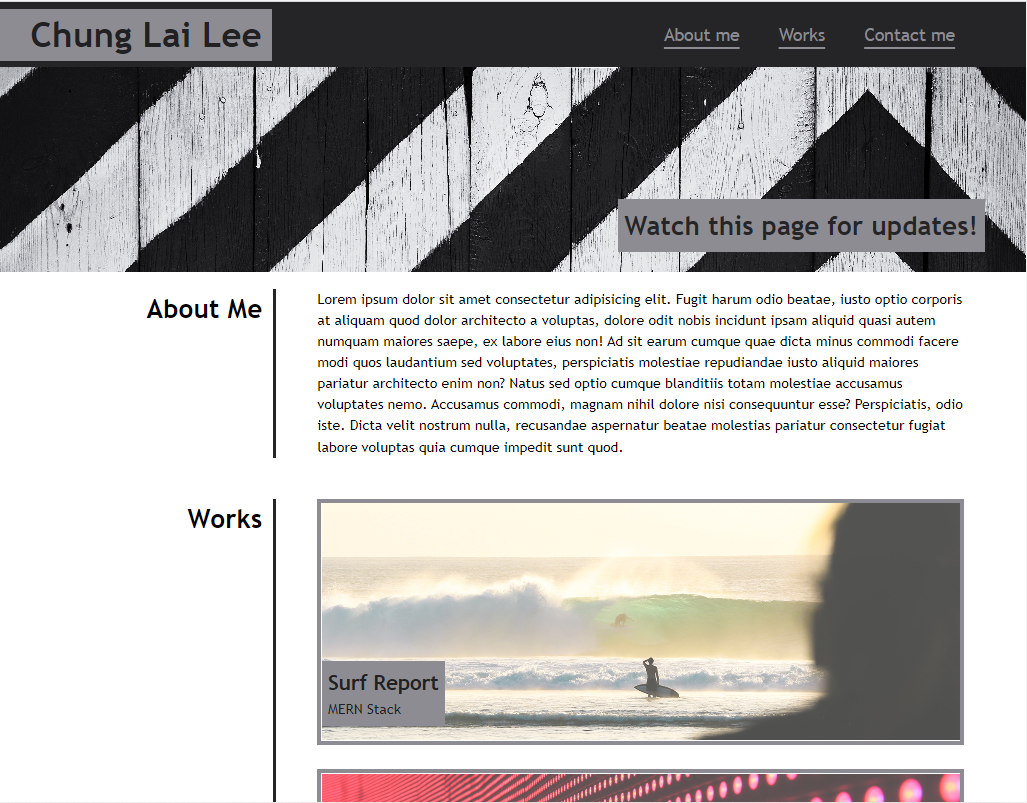 Chung Lai Lee
About me
Works
Contact me
Watch this page for updates!
About Me
Lorem ipsum dolor sit amet consectetur adipisicing elit. Fugit harum odio beatae, iusto optio corporis
at aliquam quod dolor architecto a voluptas, dolore odit nobis incidunt ipsam aliquid quasi autem
numquam maiores saepe, ex labore eius non! Ad sit earum cumque quae dicta minus commodi facere
modi quos laudantium sed voluptates, perspiciatis molestiae repudiandae iusto aliquid maiores
pariatur architecto enim non? Natus sed optio cumque blanditiis totam molestiae accusamus
voluptates nemo. Accusamus commodi, magnam nihil dolore nisi consequuntur esse? Perspiciatis, odio
iste. Dicta velit nostrum nulla, recusandae aspernatur beatae molestias pariatur consectetur fugiat
labore voluptas quia cumque impedit sunt quod.
Works
Surf Report
MERN Stack